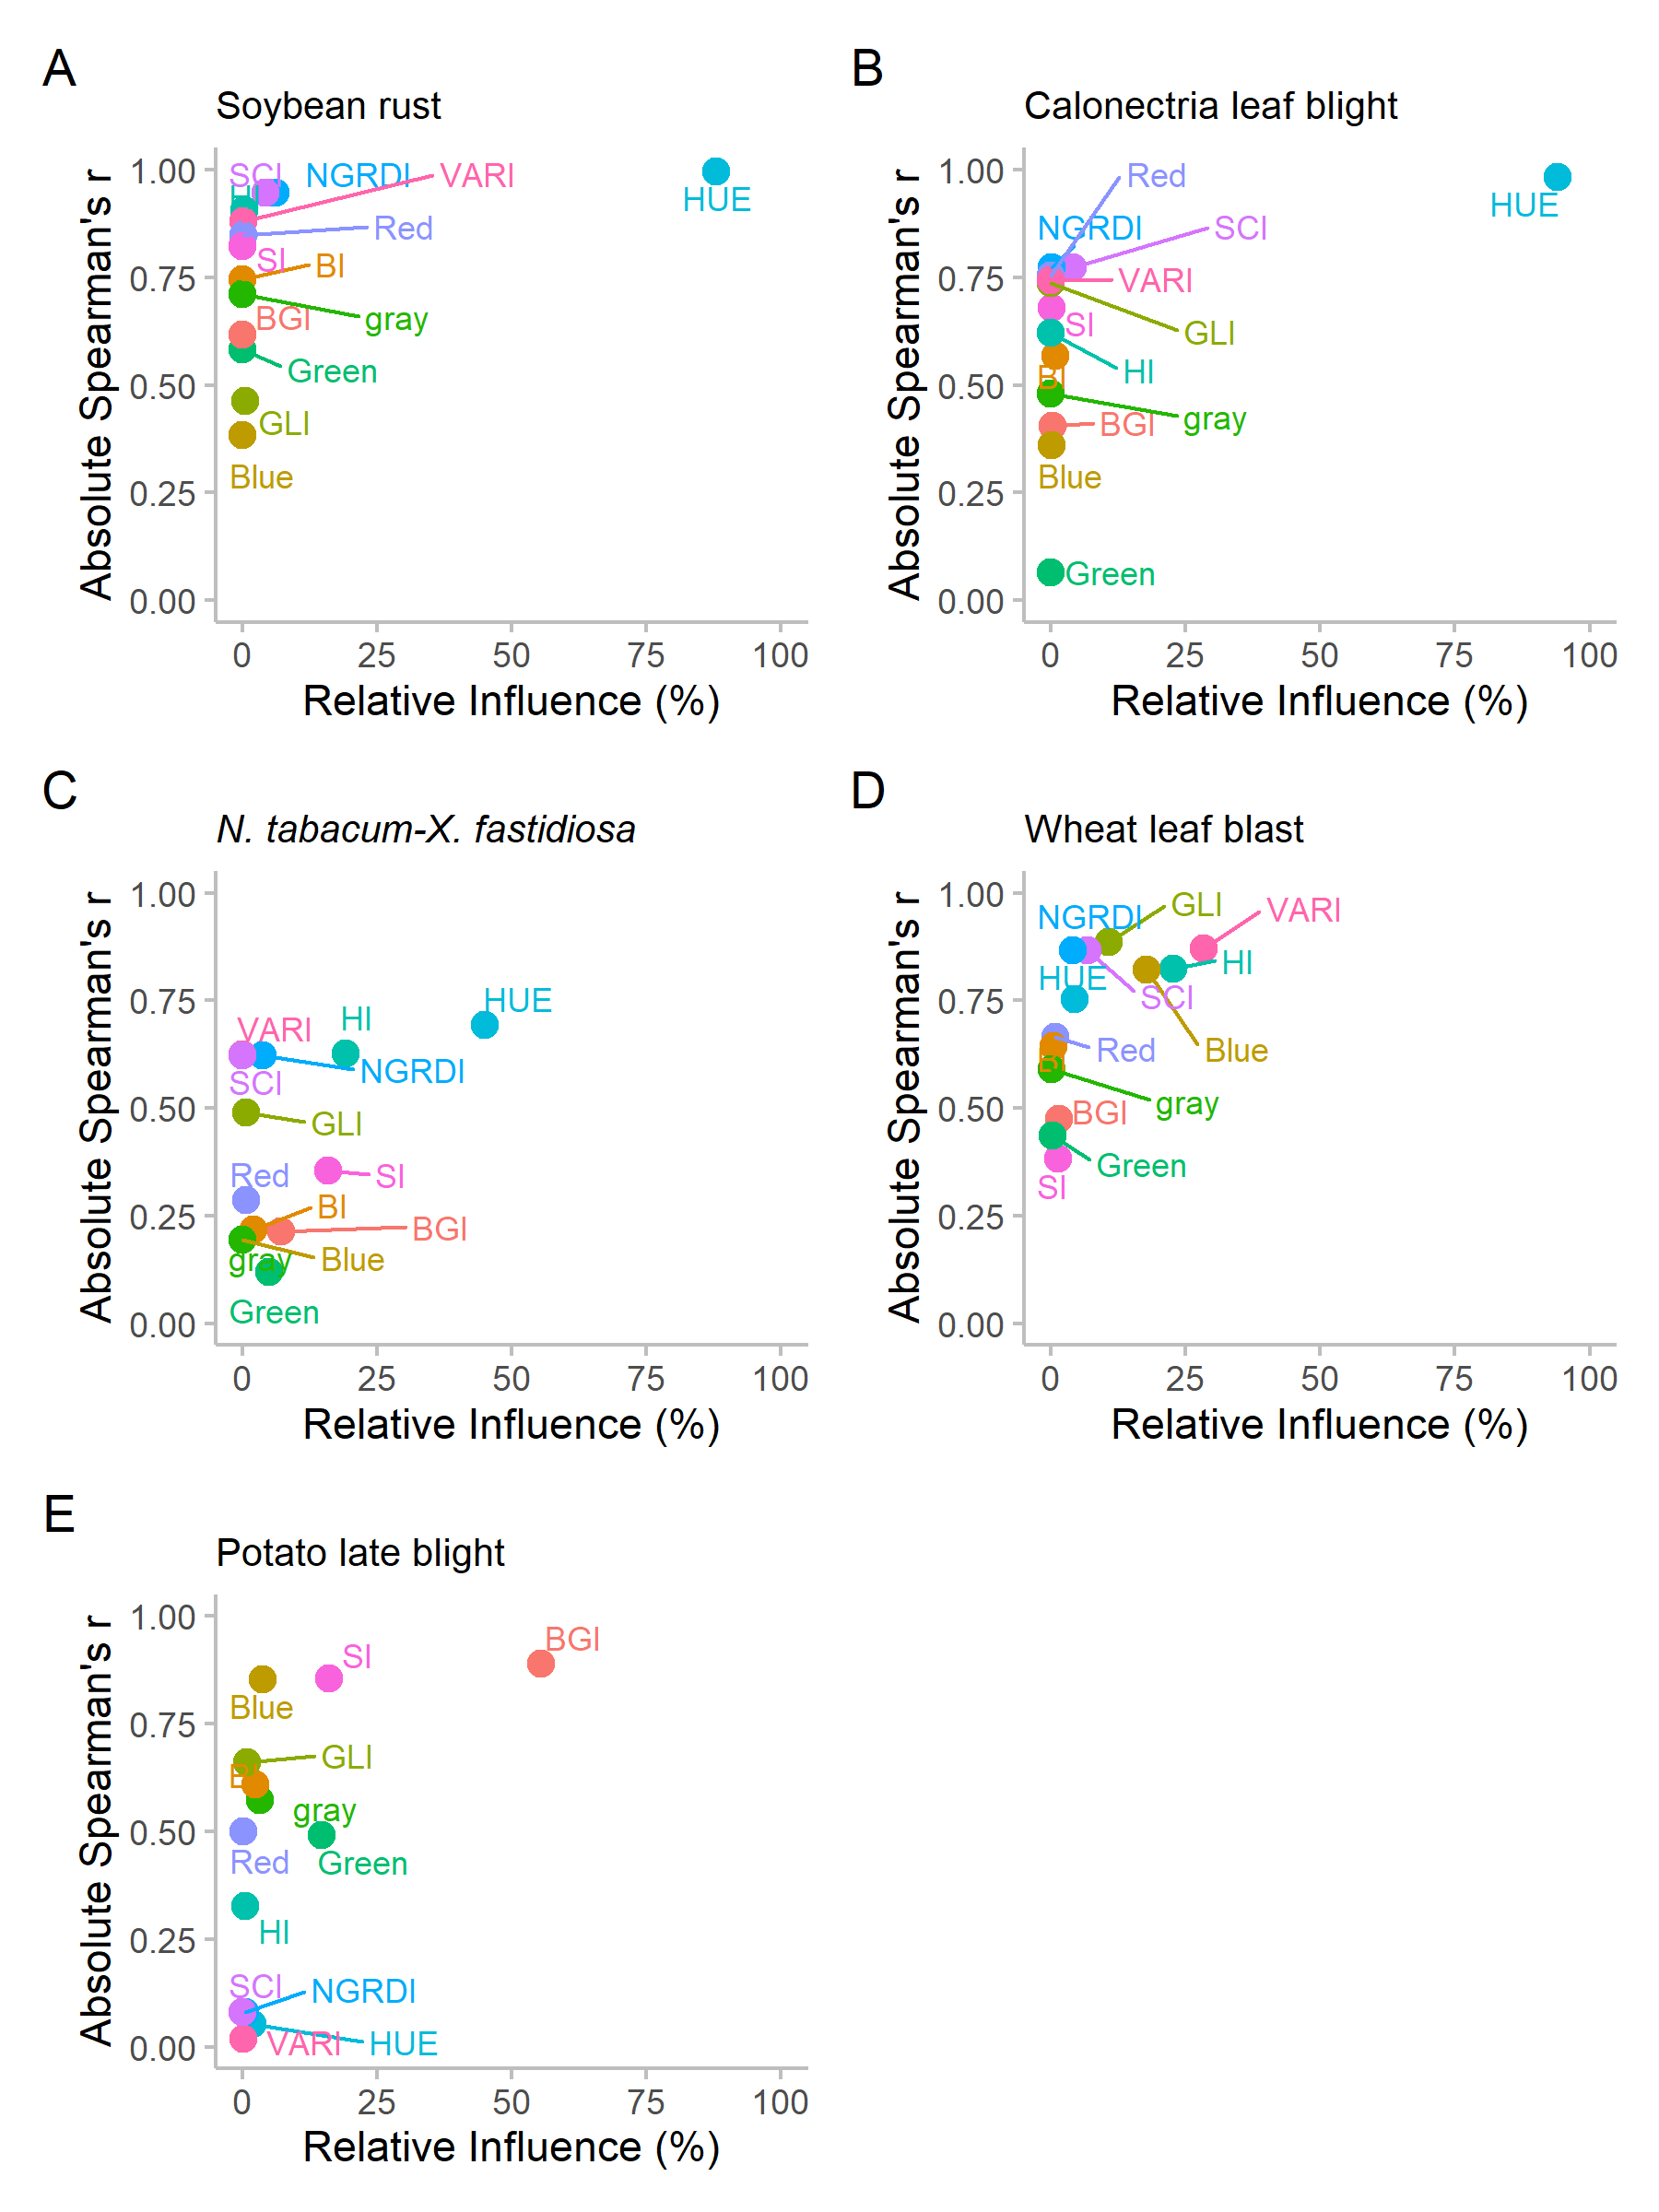 A
Soybean rust
Absolute Spearman's r
1.00
0.75
0.50
0.25
0.00
SCI
NGRDI
VARI
HUE
HI
Red
SI
BI
gray
BGI
Green
GLI
Blue
0 25 50 75 100
Relative Influence (%)
B
Calonectria leaf blight
Absolute Spearman's r
1.00
0.75
0.50
0.25
0.00
Red
HUE
NGRDI
SCI
VARI
SI
GLI
HI
BI
gray
BGI
Blue
Green
0 25 50 75 100
Relative Influence (%)
C
N. tabacum-X. fastidiosa
Absolute Spearman's r
1.00
0.75
0.50
0.25
0.00
HUE
VARI
HI
NGRDI
SCI
GLI
Red
SI
BI
BGI
gray
Blue
Green
0 25 50 75 100
Relative Influence (%)
D
Wheat leaf blast
Absolute Spearman's r
1.00
0.75
0.50
0.25
0.00
NGRDI
GLI
VARI
HI
HUE
SCI
Red
Blue
BI
gray
BGI
Green
SI
0 25 50 75 100
Relative Influence (%)
E
Potato late blight
Absolute Spearman's r
1.00
0.75
0.50
0.25
0.00
BGI
SI
Blue
GLI
BI
gray
Red
Green
HI
SCI
NGRDI
VARI
HUE
0 25 50 75 100
Relative Influence (%)